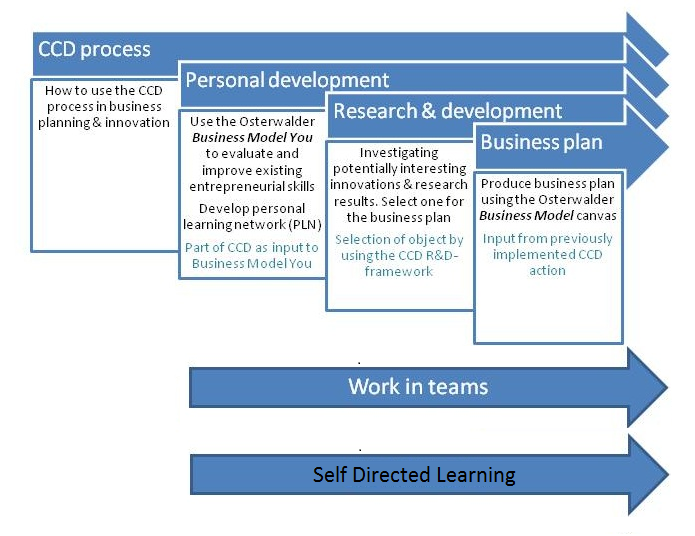 CCD process
How to use the CCD
process in business
planning & innovation
Personal development
Use the Osterwalder
Business Model You
to evaluate and
improve existing
entrepreneurial skills
Develop personal
learning network (PLN)
Part of CCD as input to
Business Model You
Research & development
Investigating
potentially interesting
innovations & research
results. Select one for
the business plan
Selection of object by
using the CCD R&D-
framework
Business plan
Produce business plan
using the Osterwalder
Business Model canvas
Input from previously
implemented CCD
action
Work in teams
Self Directed Learning